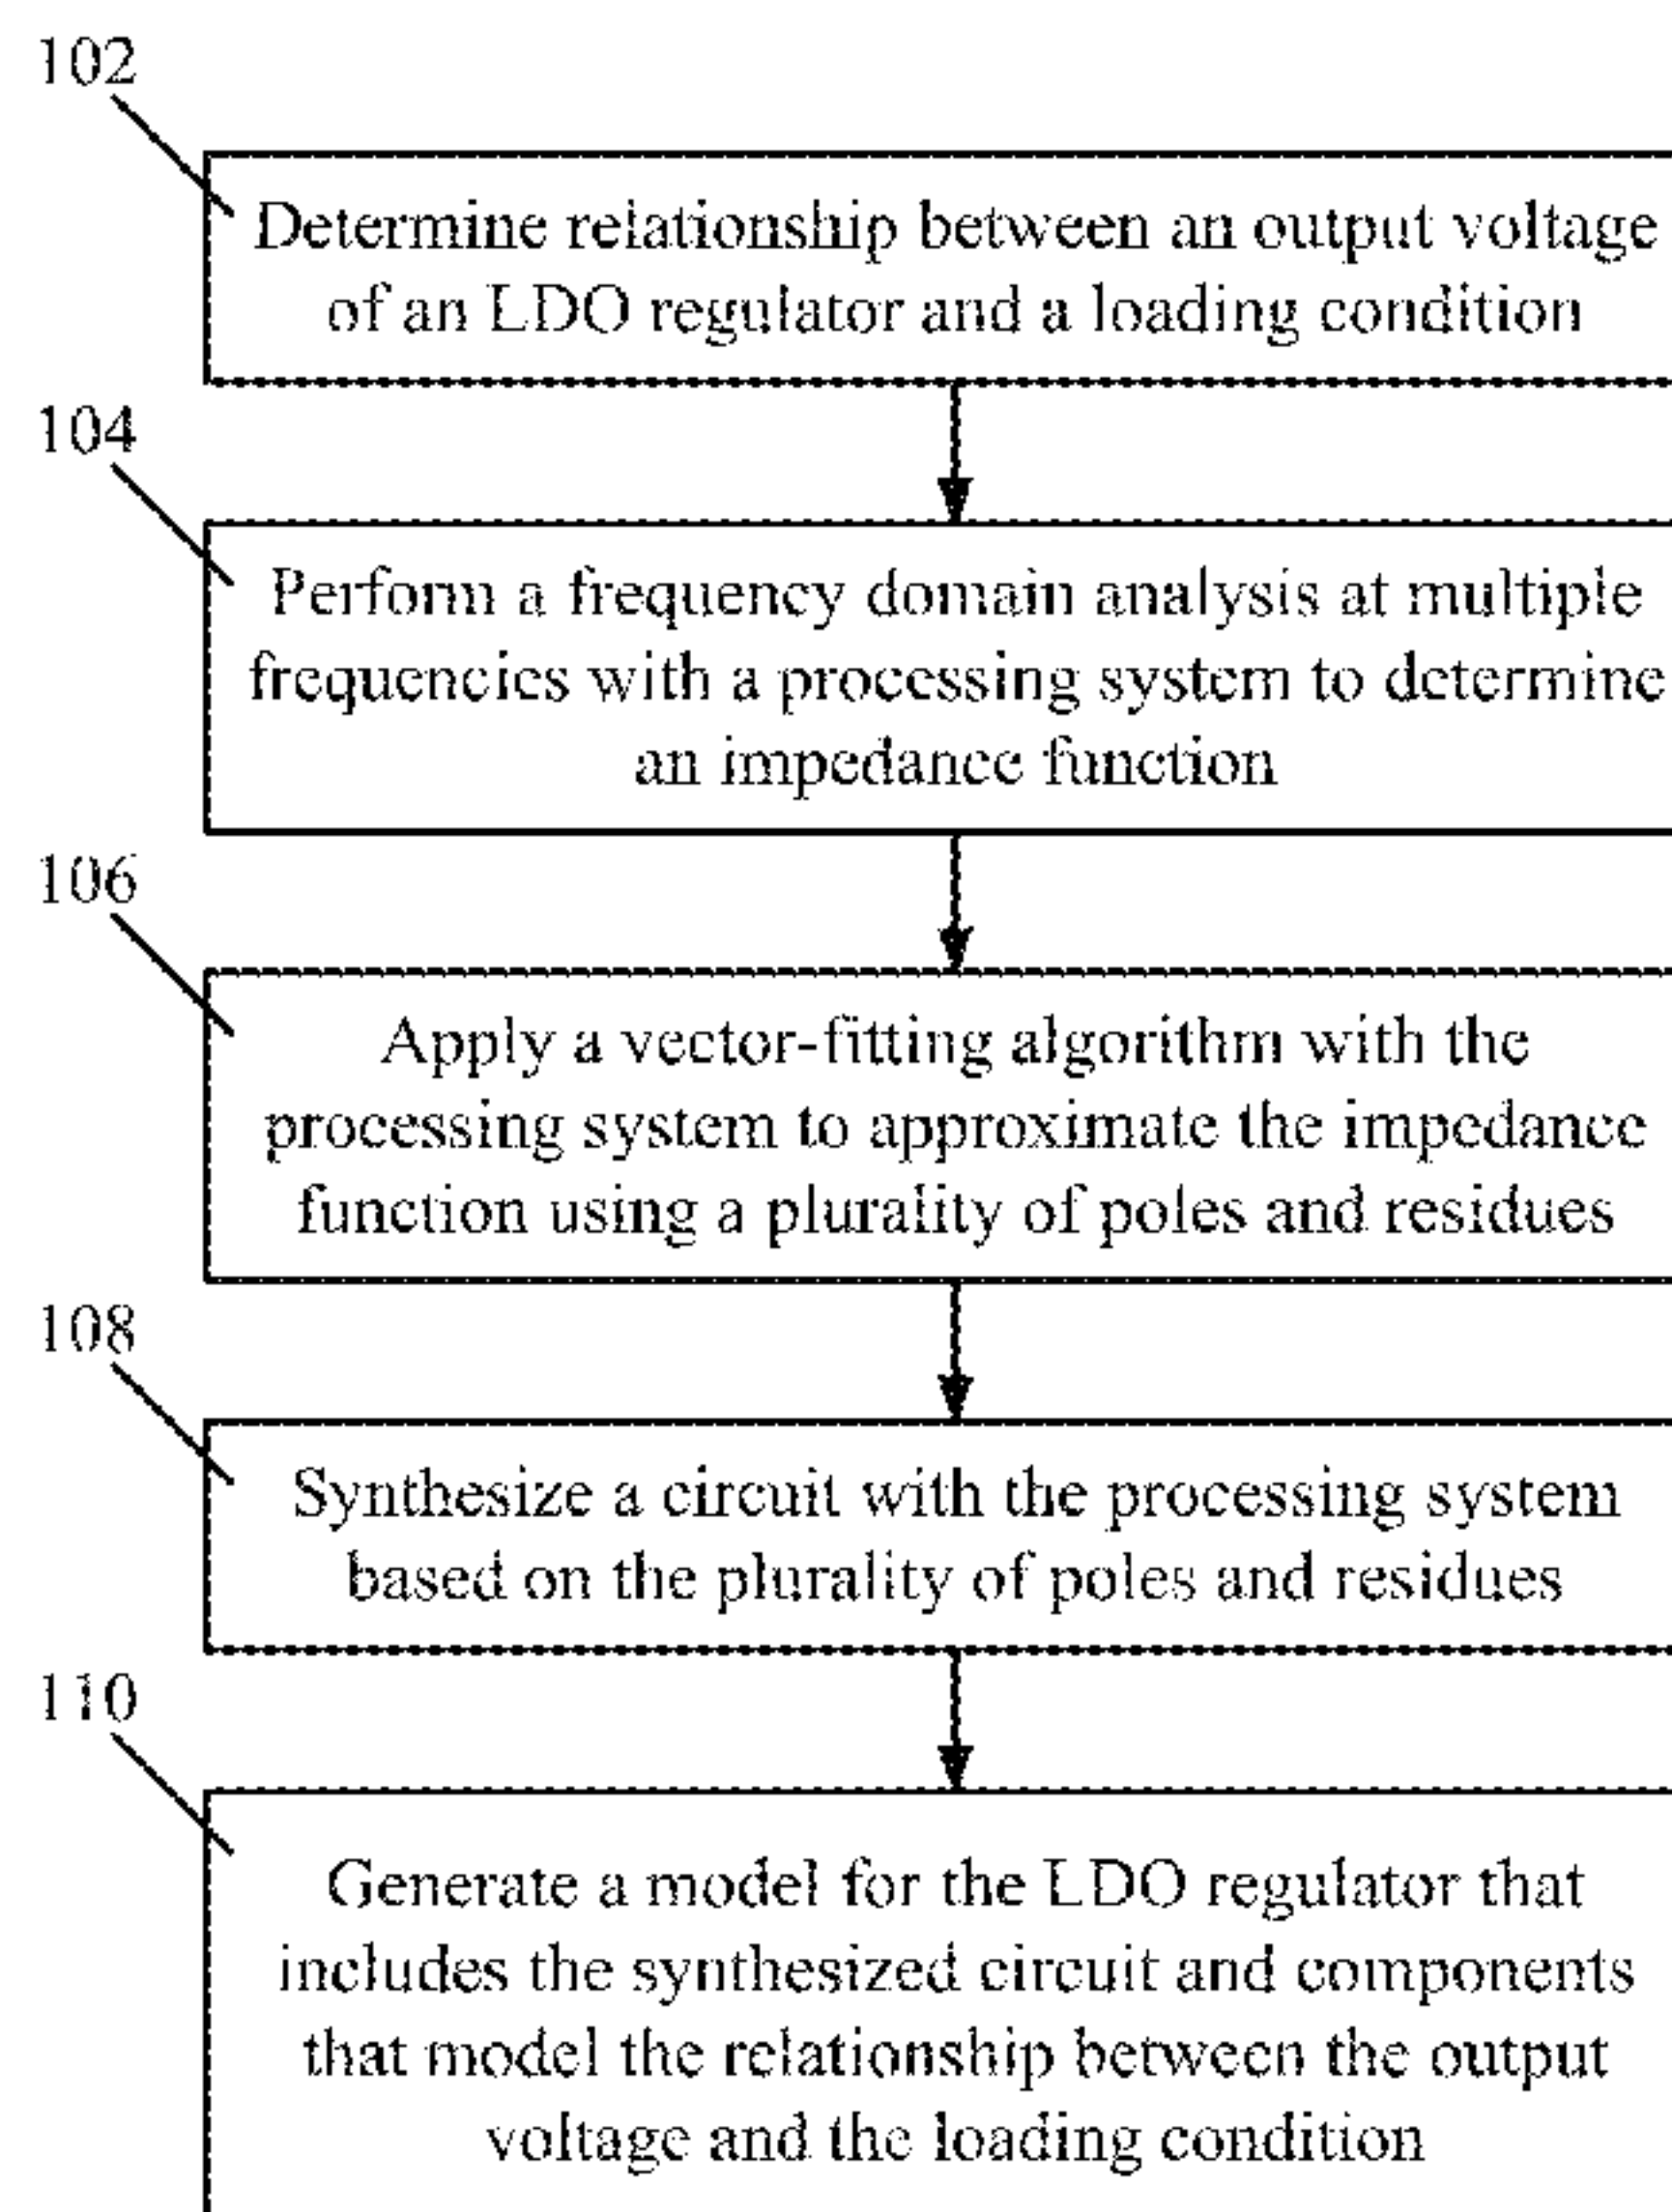 102
Determine relationship between an output voltage
of an LDO regulator and a loading condition
104
Perform a frequency domain analysis at multiple
frequencies with a processing system to determine
an impedance function
106
Apply a vector-fitting algorithm with the
processing system to approximate the impedance
function using a plurality of poles and residues
108
Synthesize a circuit with the processing system
based on the plurality of poles and residues
110
Generate a model for the LDO regulator that
includes the synthesized circuit and components
that model the relationship between the output
voltage and the loading condition